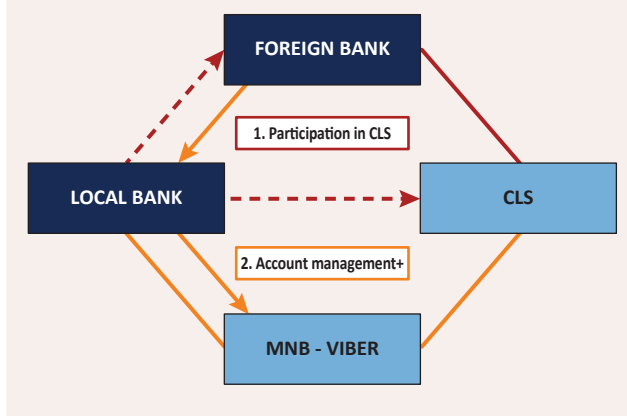 FOREIGN BANK
1. Participation in CLS
LOCAL BANK
CLS
2. Account management+
MNB - VIBER